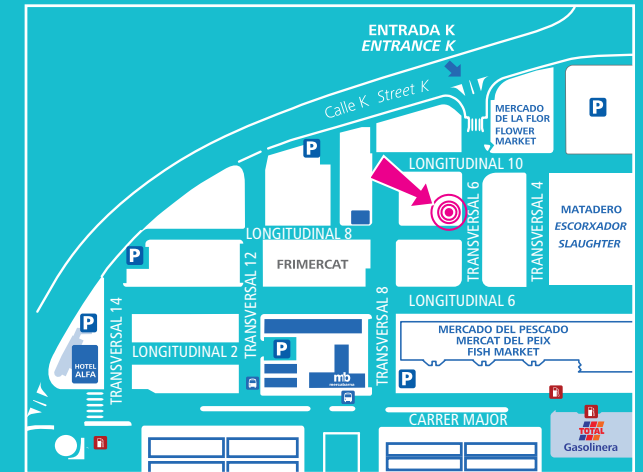 ENTRADA K
ENTRANCE K
Calle K Street K
MERCADO
DE LA FLOR
FLOWER
MARKET
P
P
LONGITUDINAL 10
TRANSVERSAL 6
TRANSVERSAL 4
MATADERO
ESCORXADOR
SLAUGHTER
LONGITUDINAL 8
P
TRANSVERSAL 12
FRIMERCAT
TRANSVERSAL 8
LONGITUDINAL 6
TRANSVERSAL 14
P
HOTEL
ALFA
LONGITUDINAL 2
P
mb
mercabarna
MERCADO DEL PESCADO
MERCAT DEL PEIX
FISH MARKET
P
CARRER MAJOR
TOTAL
Gasolinera